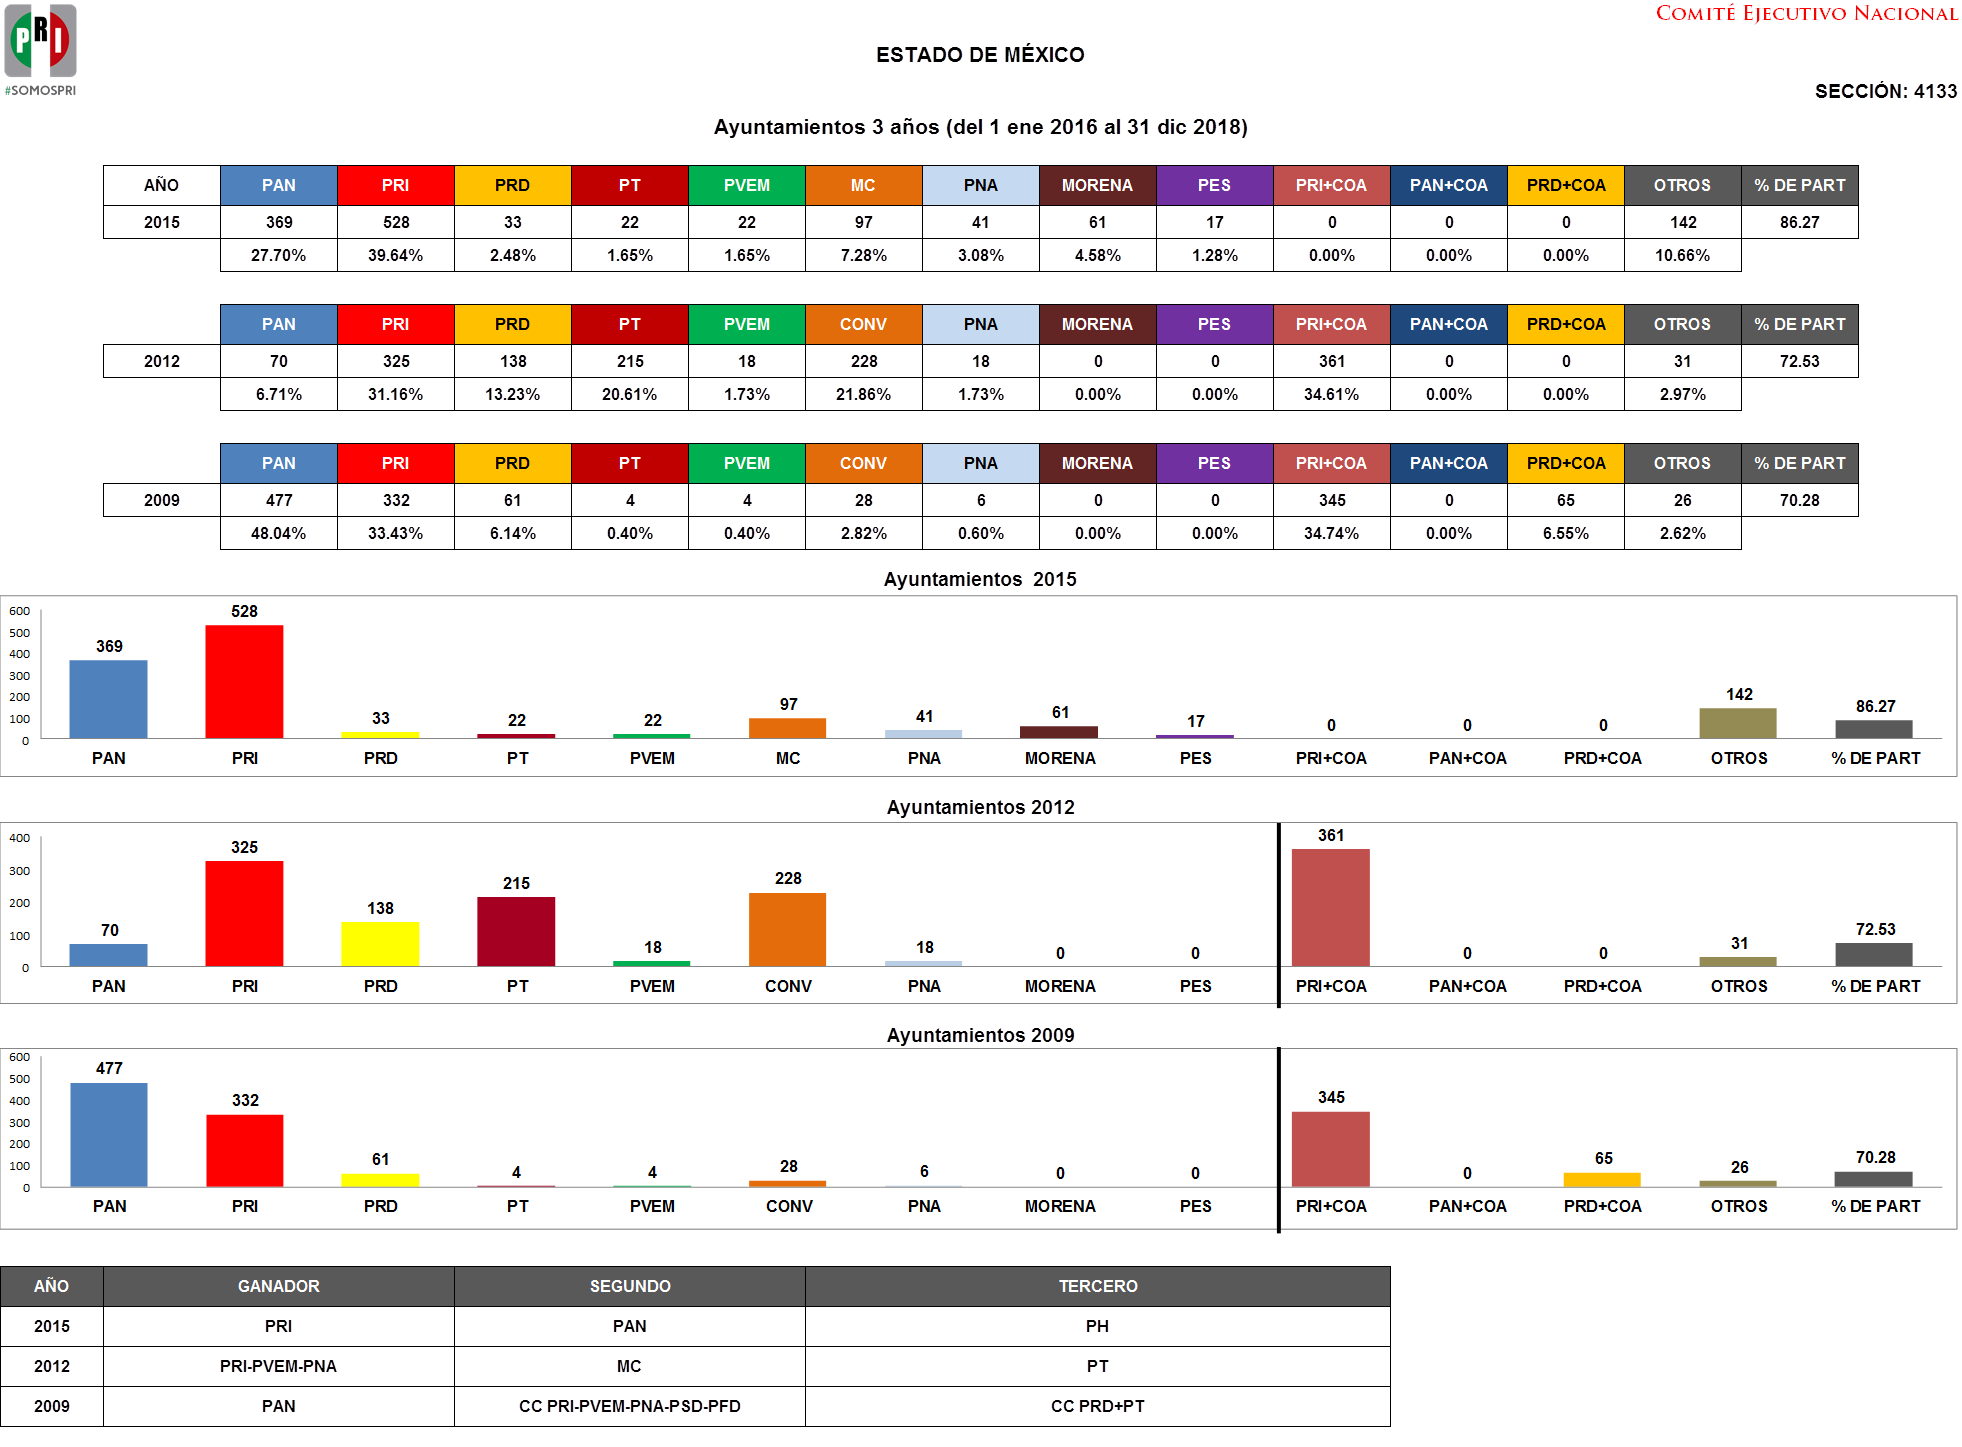 COMITÉ EJECUTIVO NACIONAL
PRI
#SOMOSPRI
ESTADO DE MÉXICO
SECCIÓN: 4133
Ayuntamientos 3 años (del 1 ene 2016 al 31 dic 2018)
AÑO PAN PRI PRD PT PVEM MC PNA MORENA PES PRI+COA PAN+COA PRD+COA OTROS % DE PART
2015 369 528 33 22 22 97 41 61 17 0 0 0 142 86.27
27.70% 39.64% 2.48% 1.65% 1.65% 7.28% 3.08% 4.58% 1.28% 0.00% 0.00% 0.00% 10.66%
PAN PRI PRD PT PVEM CONV PNA MORENA PES PRI+COA PAN+COA PRD+COA OTROS % DE PART
2012 70 325 138 215 18 228 18 0 0 361 0 0 31 72.53
6.71% 31.16% 13.23% 20.61% 1.73% 21.86% 1.73% 0.00% 0.00% 34.61% 0.00% 0.00% 2.97%
PAN PRI PRD PT PVEM CONV PNA MORENA PES PRI+COA PAN+COA PRD+COA OTROS % DE PART
2009 477 332 61 4 4 28 6 0 0 345 0 65 26 70.28
48.04% 33.43% 6.14% 0.40% 0.40% 2.82% 0.60% 0.00% 0.00% 34.74% 0.00% 6.55% 2.62%
Ayuntamientos 2015
600
500
400
300
200
100
0
369 528 33 22 22 97 41 61 17 0 0 0 142 86.27
PAN PRI PRD PT PVEM MC PNA MORENA PES PRI+COA PAN+COA PRD+COA OTROS % DE PART
Ayuntamientos 2012
400
300
200
100
0
70 325 138 215 18 228 18 0 0 361 0 0 31 72.53
PAN PRI PRD PT PVEM CONV PNA MORENA PES PRI+COA PAN+COA PRD+COA OTROS % DE PART
Ayuntamientos 2009
600
500
400
300
200
100
0
477 332 61 4 4 28 6 0 0 345 0 65 26 70.28
PAN PRI PRD PT PVEM CONV PNA MORENA PES PRI+COA PAN+COA PRD+COA OTROS % DE PART
AÑO GANADOR SEGUNDO TERCERO
2015 PRI PAN PH
2012 PRI-PVEM-PNA MC PT
2009 PAN CC PRI-PVEM-PNA-PSD-PFD CC PRD+PT